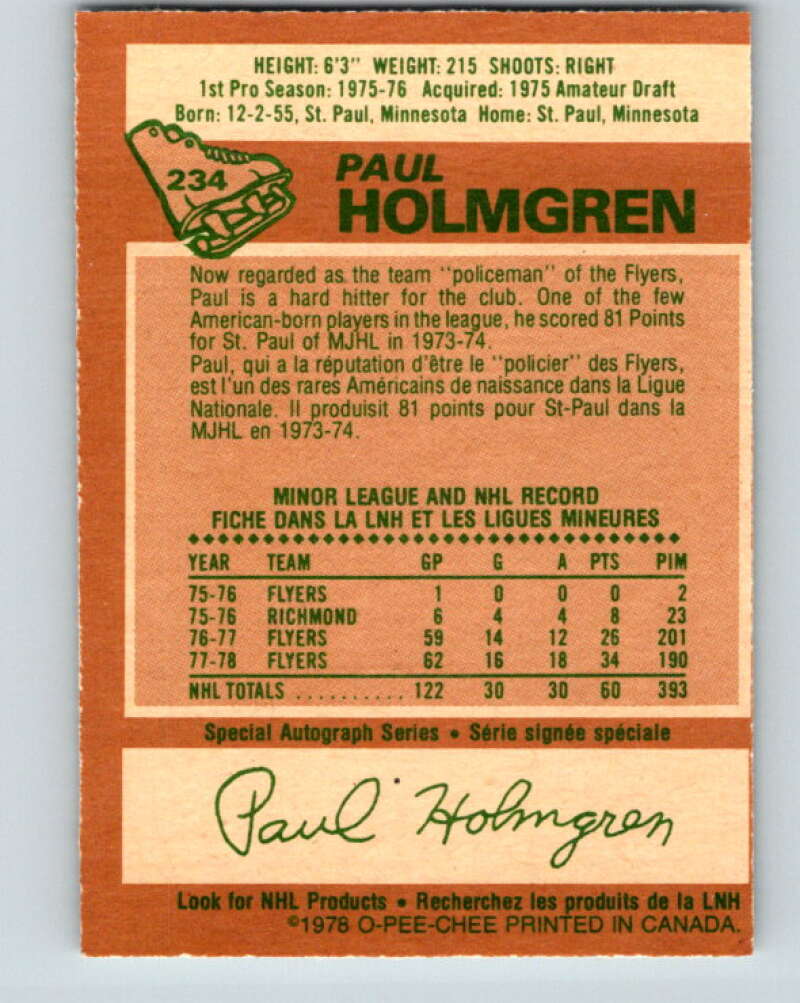 HEIGHT: 6'3" WEIGHT: 215 SHOOTS: RIGHT
1st Pro Season: 1975-76 Acquired: 1975 Amateur Draft
Born: 12-2-55, St. Paul, Minnesota Home: St. Paul, Minnesota
234
PAUL
HOLMGREN
Now regarded as the team "policeman" of the Flyers,
Paul is a hard hitter for the club. One of the few
American-born players in the league, he scored 81 Points
for St. Paul of MJHL in 1973-74.
Paul, qui a la réputation d'être le "policier" des Flyers,
est l'un des rares Américains de naissance dans la Ligue
Nationale. Il produisit 81 points pour St-Paul dans la
MJHL en 1973-74.
MINOR LEAGUE AND NHL RECORD
FICHE DANS LA LNH ET LES LIGUES MINEURES
YEAR TEAM GP G A PTS PIM
75-76 FLYERS 1 0 0 0 2
75-76 RICHMOND 6 4 4 8 23
76-77 FLYERS 59 14 12 26 201
77-78 FLYERS 62 16 18 34 190
NHL TOTALS .......... 122 30 30 60 393
Special Autograph Series • Série signée spéciale
Paul Holmgren
Look for NHL Products • Recherchez les produits de la LNH
©1978 O-PEE-CHEE PRINTED IN CANADA.